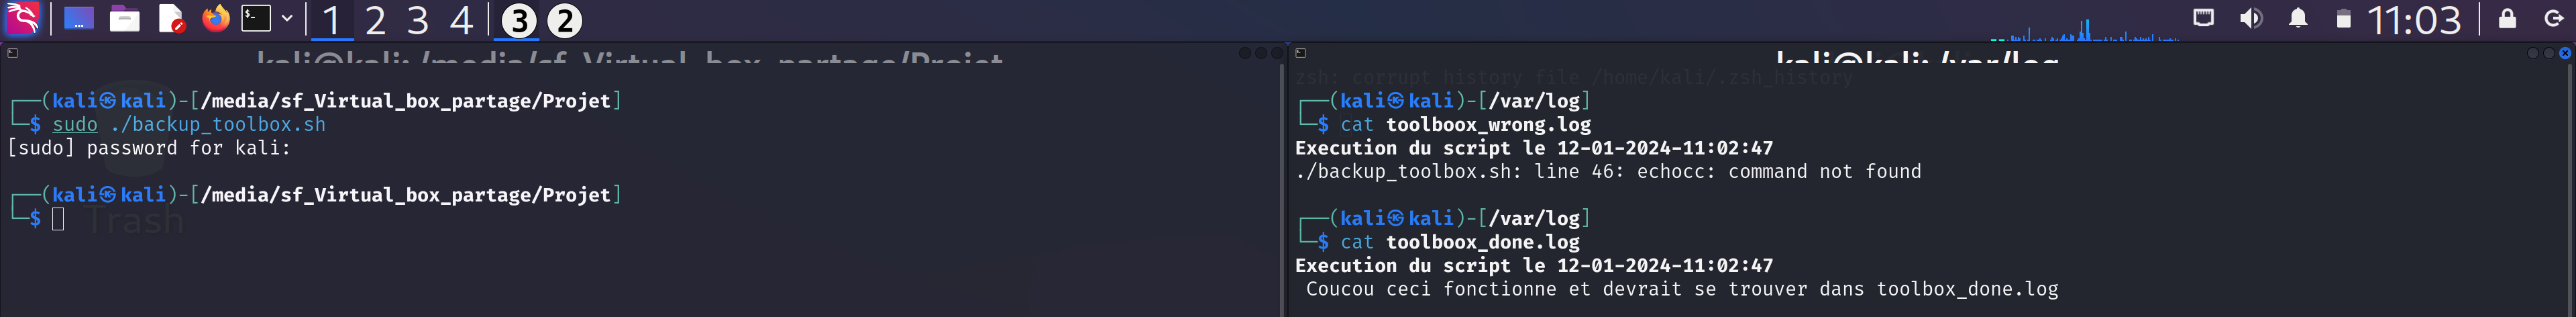 1 2 3 4 3 2 11:03
kali@kali: /media/sf_Virtual_box_partage/Projet
(kali㉿kali)-[/media/sf_Virtual_box_partage/Projet]
$ sudo ./backup_toolbox.sh
[sudo] password for kali:
(kali㉿kali)-[/media/sf_Virtual_box_partage/Projet]
$
Trash
kali@kali: /var/log
zsh: corrupt history file /home/kali/.zsh_history
(kali㉿kali)-[/var/log]
$ cat toolboox_wrong.log
Execution du script le 12-01-2024-11:02:47
./backup_toolbox.sh: line 46: echocc: command not found
(kali㉿kali)-[/var/log]
$ cat toolboox_done.log
Execution du script le 12-01-2024-11:02:47
Coucou ceci fonctionne et devrait se trouver dans toolbox_done.log